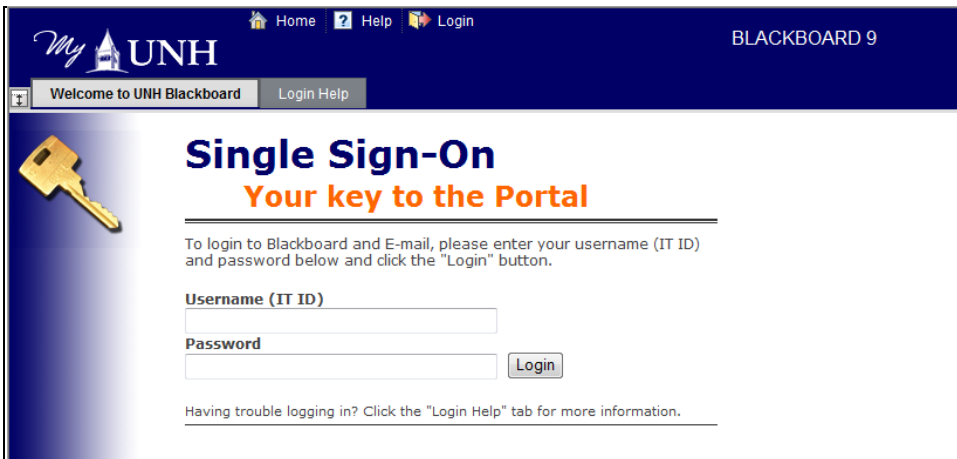 Home ? Help Login
My UNH
BLACKBOARD 9
Welcome to UNH Blackboard Login Help
Single Sign-On
Your key to the Portal
To login to Blackboard and E-mail, please enter your username (IT ID)
and password below and click the "Login" button.
Username (IT ID)
Password
Login
Having trouble logging in? Click the "Login Help" tab for more information.